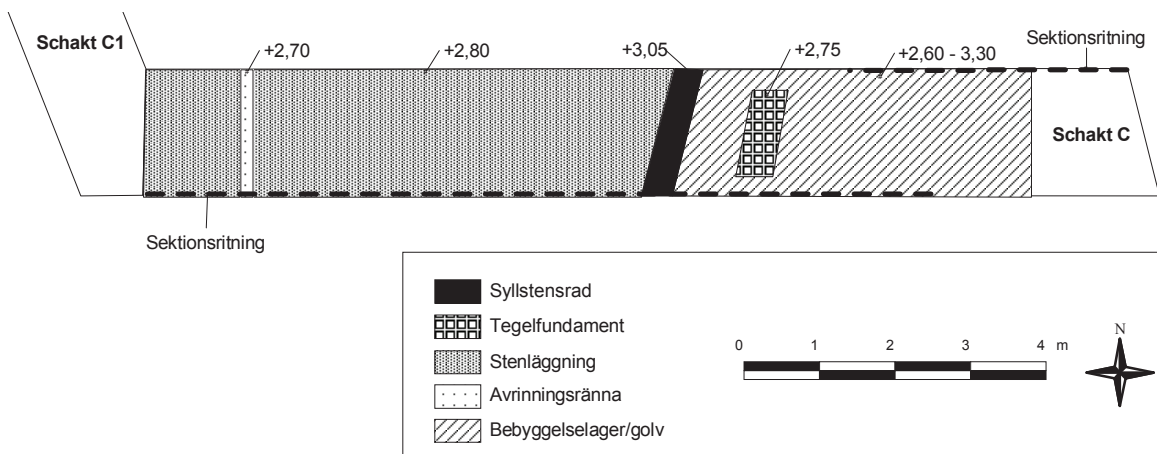 Schakt C1
+2,70
+2,80
+3,05
+2,75
+2,60 - 3,30
Sektionsritning
Schakt C
Sektionsritning
Syllstensrad
Tegelfundament
Stenläggning
Avrinningsränna
Bebyggelselager/golv
0 1 2 3 4 m
N